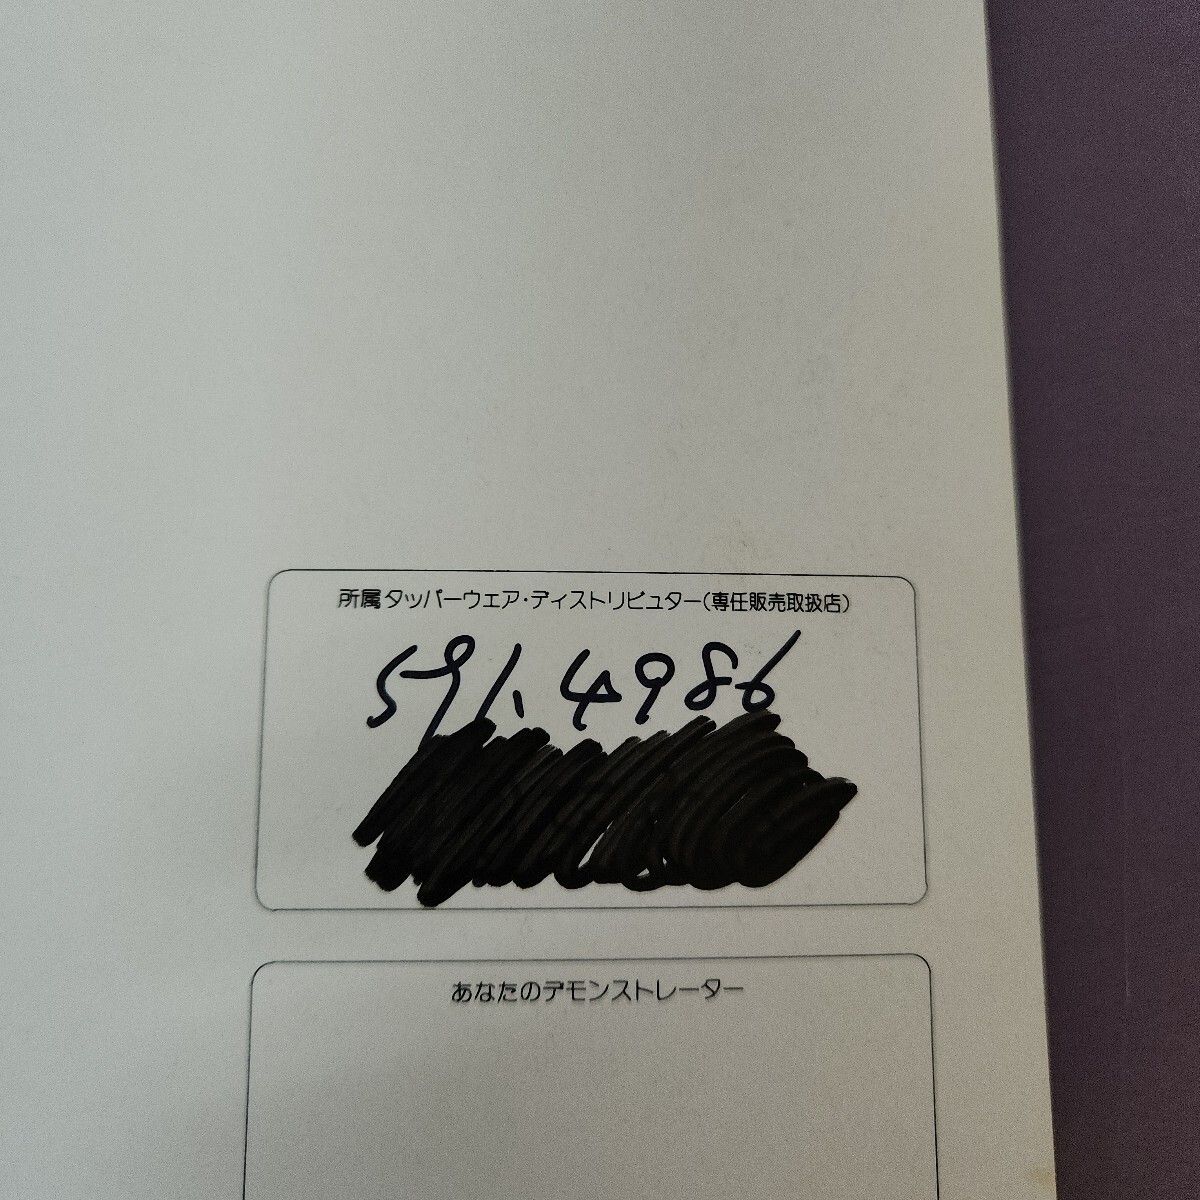 所属タッパーウェア・ディストリビュター(専任販売取扱店)
591、4986
あなたのデモンストレーター